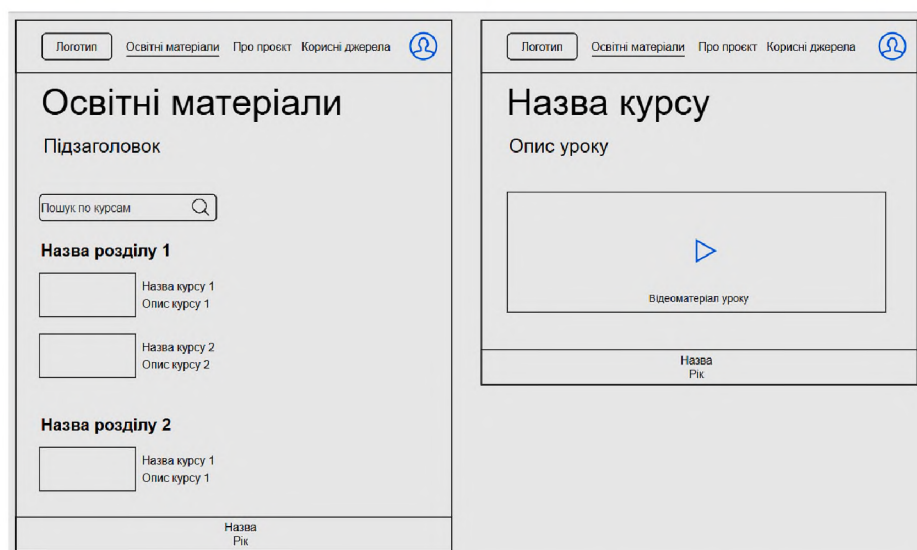 Логотип Освітні матеріали Про проєкт Корисні джерела
Освітні матеріали
Підзаголовок
Пошук по курсам
Назва розділу 1
Назва курсу 1
Опис курсу 1
Назва курсу 2
Опис курсу 2
Назва розділу 2
Назва курсу 1
Опис курсу 1
Назва
Рік
Логотип Освітні матеріали Про проєкт Корисні джерела
Назва курсу
Опис уроку
Відеоматеріал уроку
Назва
Рік